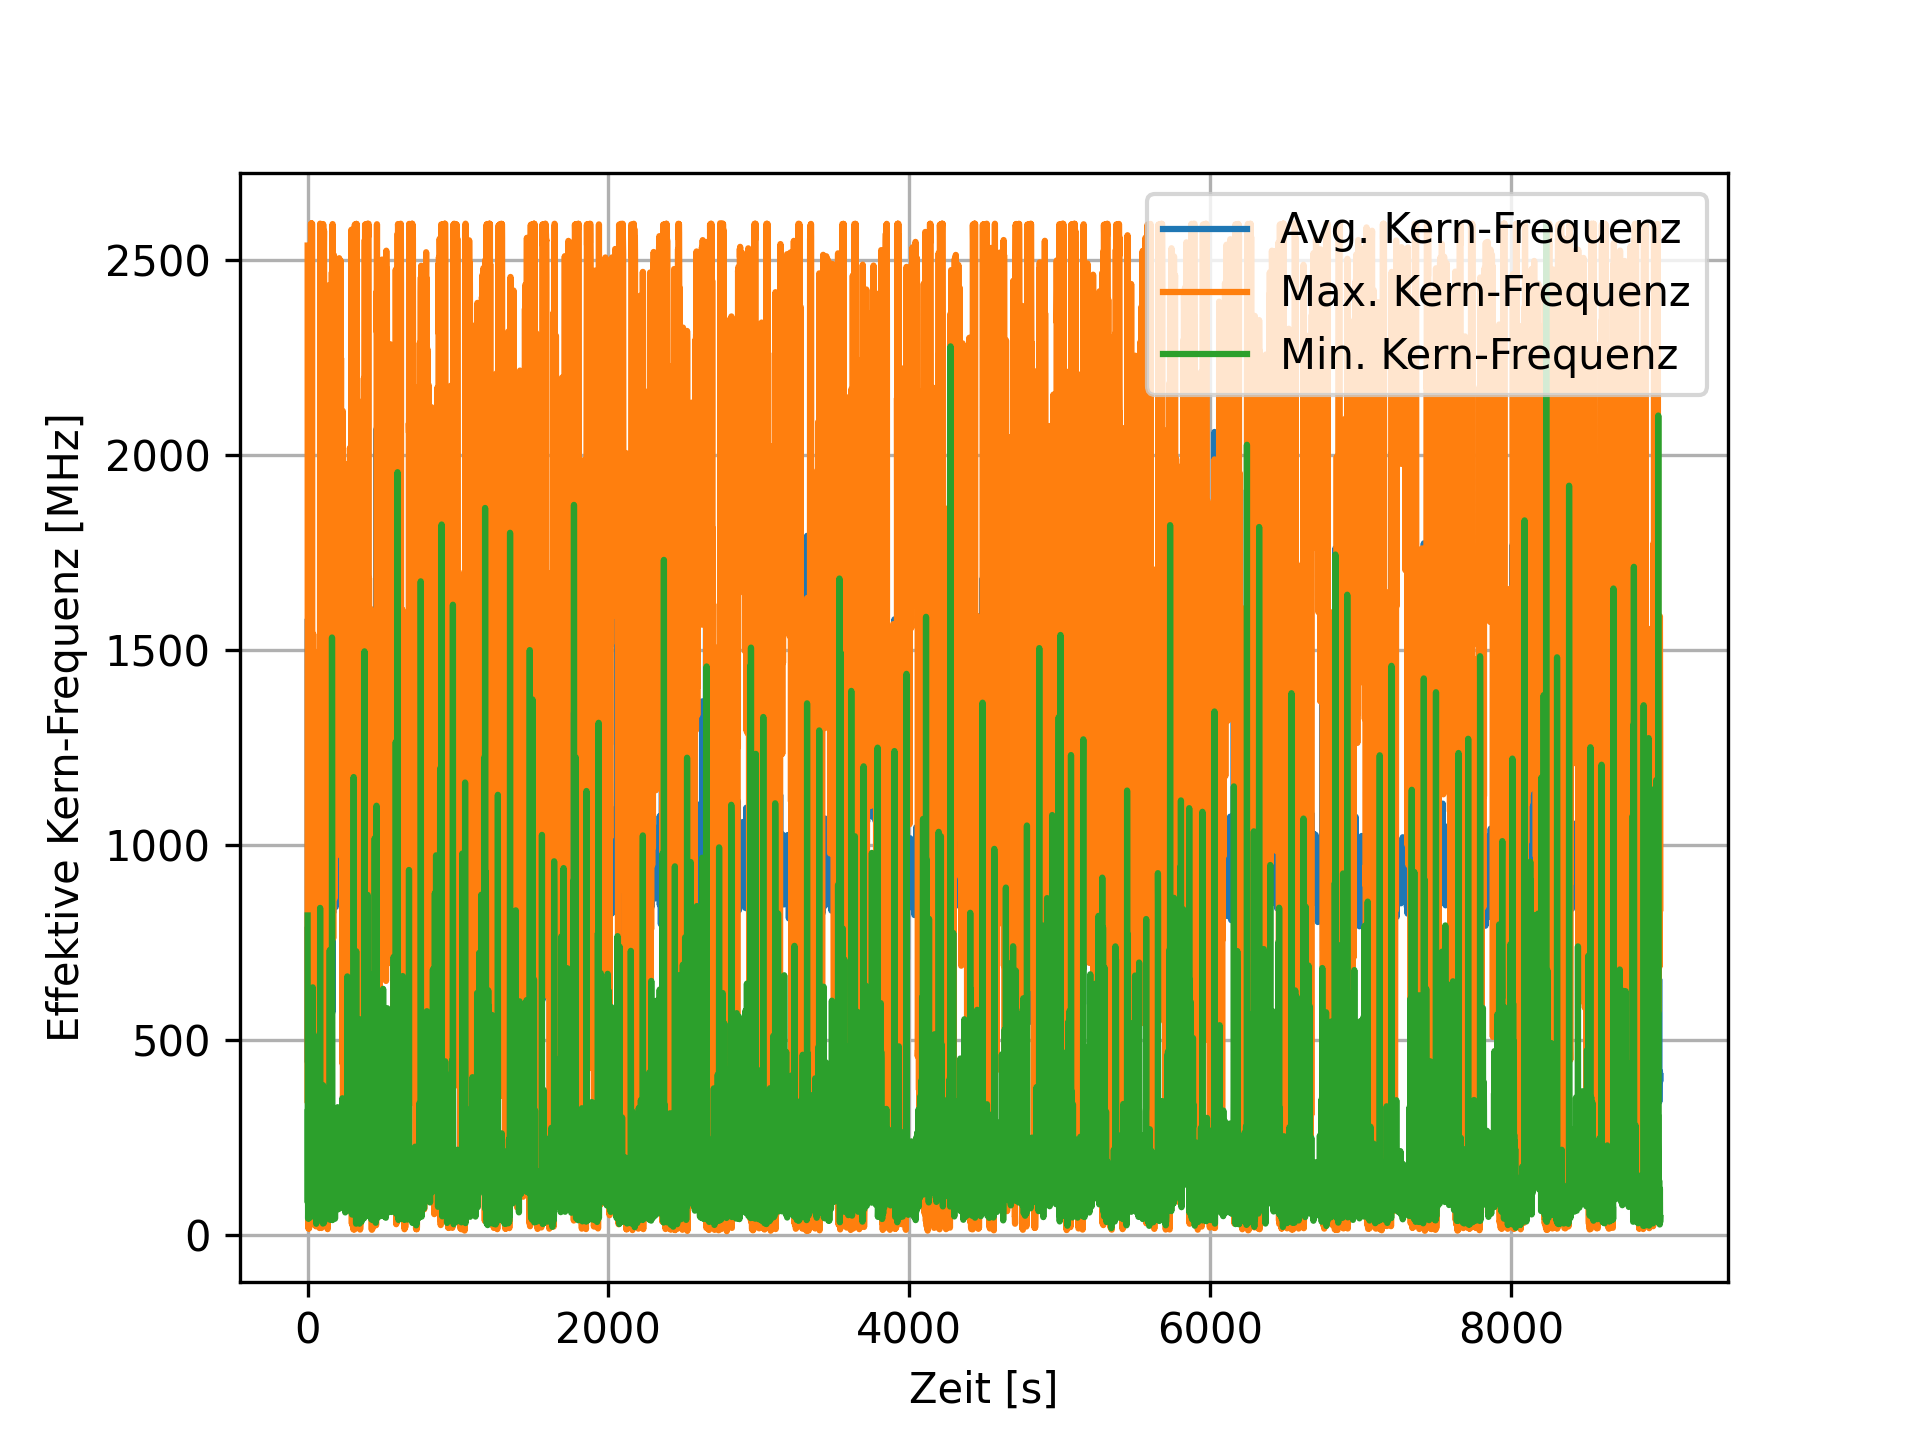 Avg. Kern-Frequenz
Max. Kern-Frequenz
Min. Kern-Frequenz
2500
2000
1500
1000
500
0
Effektive Kern-Frequenz [MHz]
0 2000 4000 6000 8000
Zeit [s]